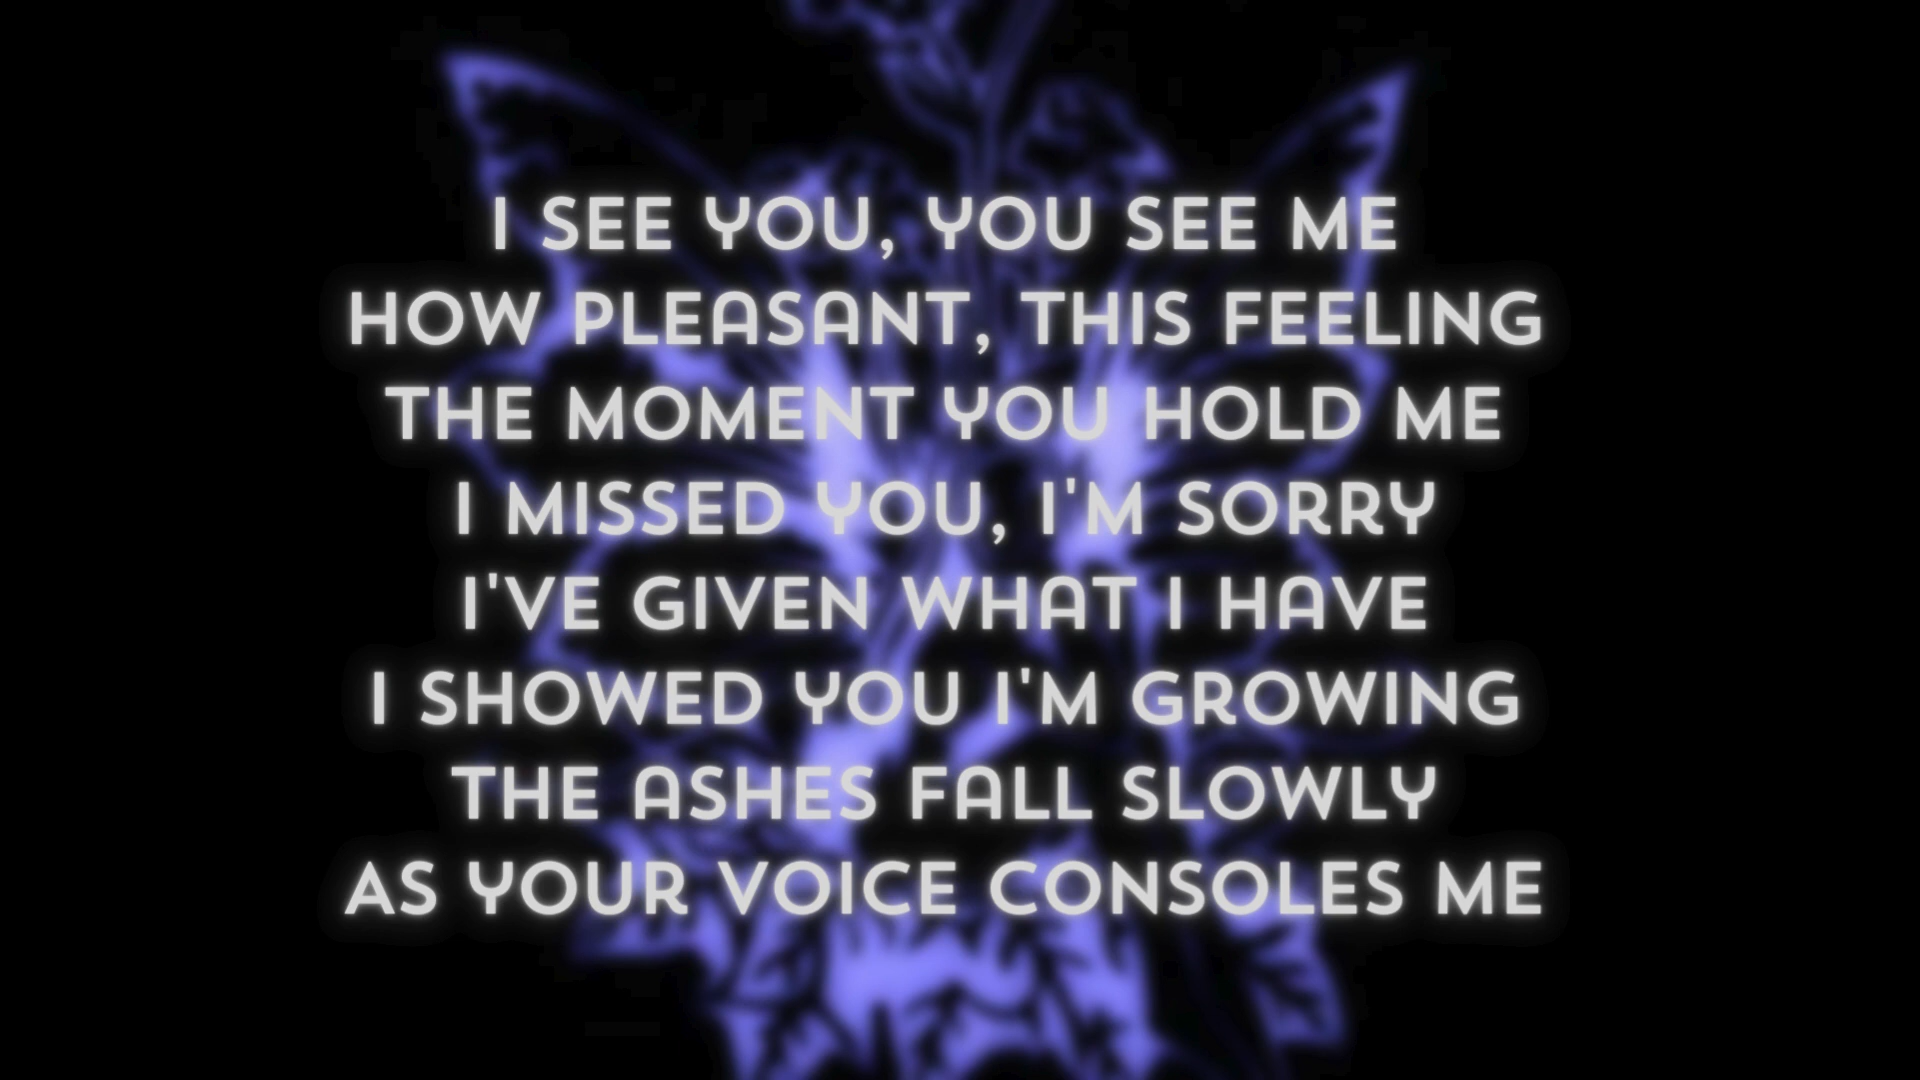 I SEE YOU, YOU SEE ME
HOW PLEASANT, THIS FEELING
THE MOMENT YOU HOLD ME
I MISSED YOU, I'M SORRY
I'VE GIVEN WHAT I HAVE
I SHOWED YOU I'M GROWING
THE ASHES FALL SLOWLY
AS YOUR VOICE CONSOLES ME